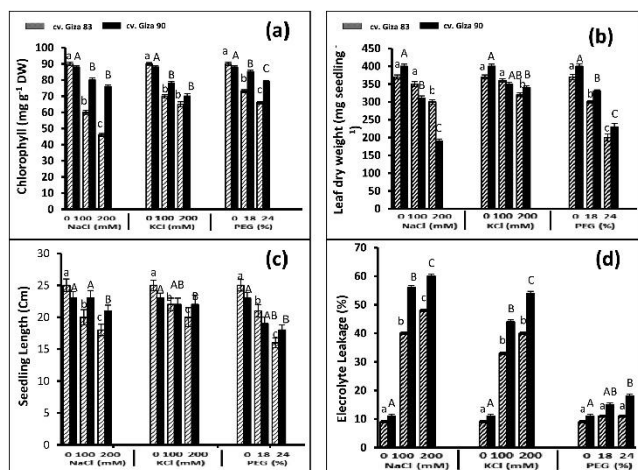 cv. Giza 83 cv. Giza 90
(a)
Chlorophyll (mg g⁻¹ DW)
100
90
80
70
60
50
40
30
20
10
0
a A b B c B
a A b B b B
a A b B c C
0 100 200 0 100 200 0 18 24
NaCl (mM) KCl (mM) PEG (%)
cv. Giza 83 cv. Giza 90
(b)
Leaf dry weight (mg seedling⁻
1)
450
400
350
300
250
200
150
100
50
0
a A a B b C
a A a AB b B
a A b B c B
0 100 200 0 100 200 0 18 24
NaCl (mM) KCl (mM) PEG (%)
(c)
Seedling Length (Cm)
30
25
20
15
10
5
0
a A b A c A
a A b AB c B
a A b AB c B
0 100 200 0 100 200 0 18 24
NaCl (mM) KCl (mM) PEG (%)
(d)
Electrolyte Leakage (%)
70
60
50
40
30
20
10
0
a A b B c C
a A b B b C
a A a AB a B
0 100 200 0 100 200 0 18 24
NaCl (mM) KCl (mM) PEG (%)